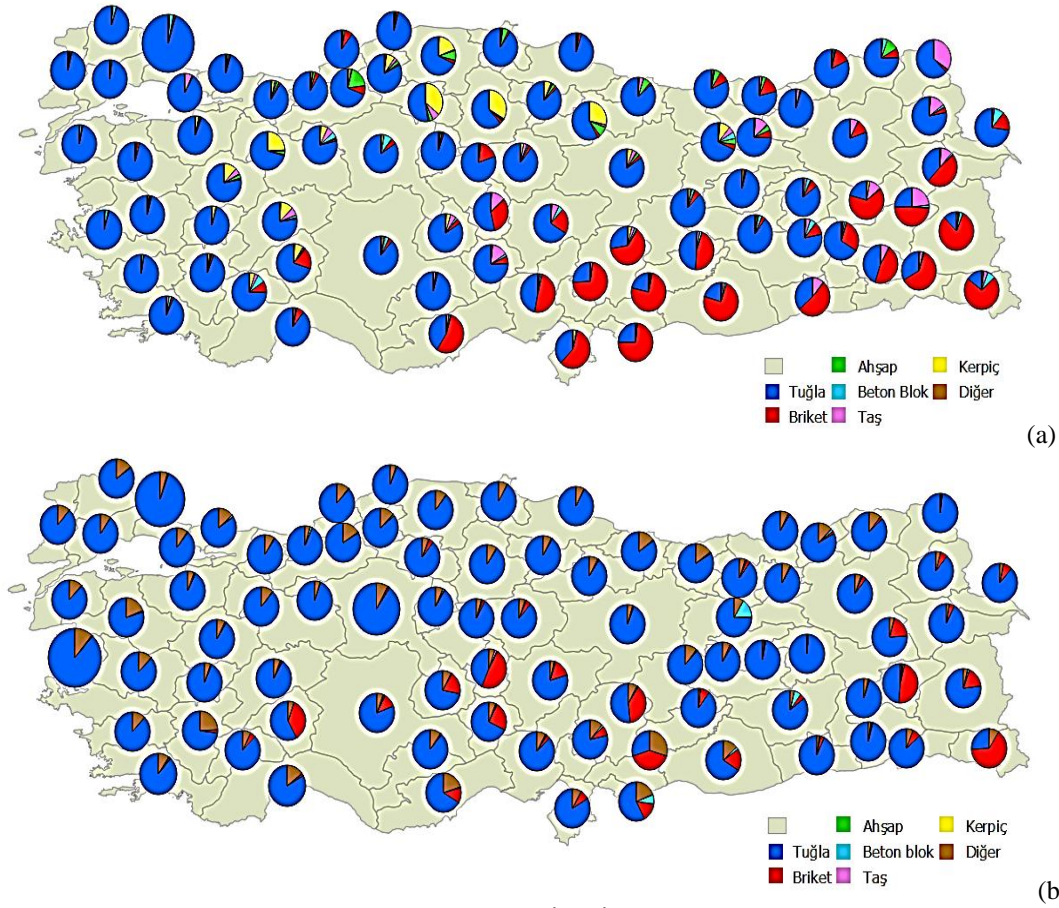 Ahşap Kerpiç
Tuğla Beton Blok Diğer
Briket Taş
(a)
Ahşap Kerpiç
Tuğla Beton blok Diğer
Briket Taş
(b